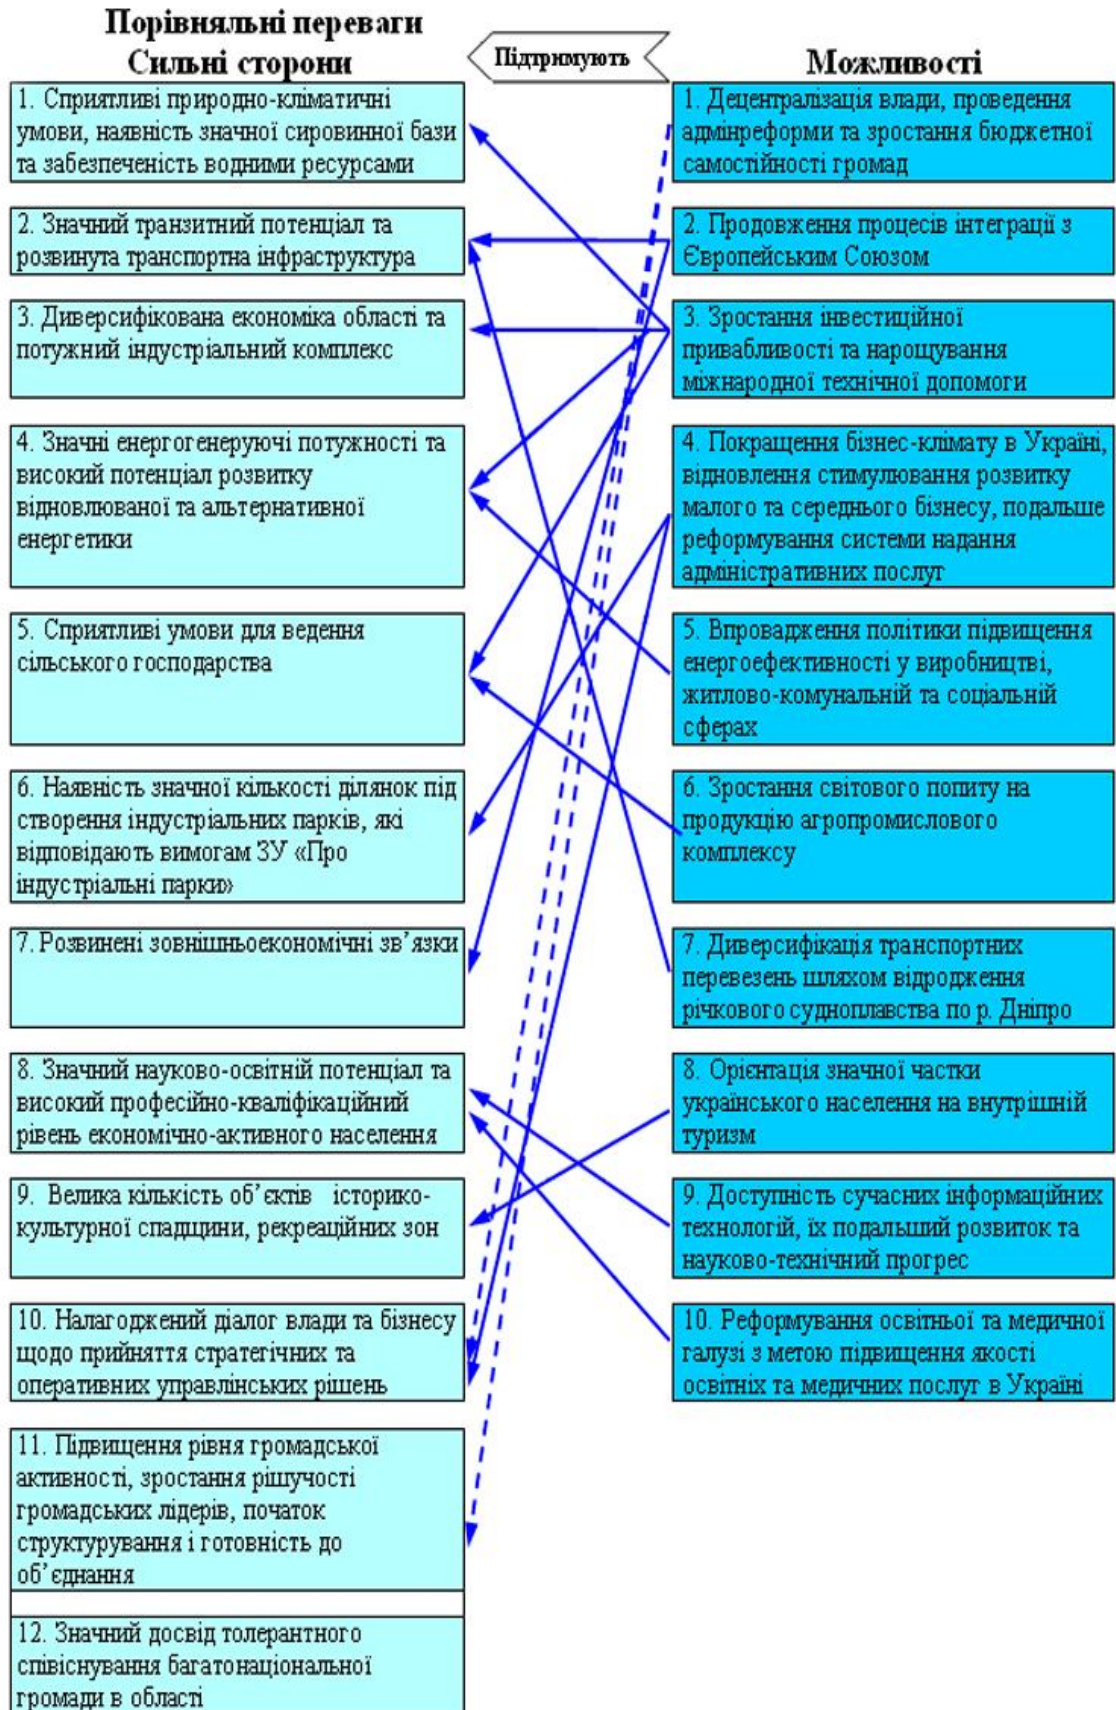 Порівняльні переваги
Сильні сторони
Підтримують
Можливості
1. Сприятливі природно-кліматичні
умови, наявність значної сировинної бази
та забезпеченість водними ресурсами
2. Значний транзитний потенціал та
розвинута транспортна інфраструктура
3. Диверсифікована економіка області та
потужний індустріальний комплекс
4. Значні енергогенеруючі потужності та
високий потенціал розвитку
відновлюваної та альтернативної
енергетики
5. Сприятливі умови для ведення
сільського господарства
6. Наявність значної кількості ділянок під
створення індустріальних парків, які
відповідають вимогам ЗУ «Про
індустріальні парки»
7. Розвинені зовнішньоекономічні зв’язки
8. Значний науково-освітній потенціал та
високий професійно-кваліфікаційний
рівень економічно-активного населення
9. Велика кількість об’єктів історико-
культурної спадщини, рекреаційних зон
10. Налагоджений діалог влади та бізнесу
щодо прийняття стратегічних та
оперативних управлінських рішень
11. Підвищення рівня громадської
активності, зростання рішучості
громадських лідерів, початок
структурування і готовність до
об’єднання
12. Значний досвід толерантного
співіснування багатонаціональної
громади в області
1. Децентралізація влади, проведення
адмінреформи та зростання бюджетної
самостійності громад
2. Продовження процесів інтеграції з
Європейським Союзом
3. Зростання інвестиційної
привабливості та нарощування
міжнародної технічної допомоги
4. Покращення бізнес-клімату в Україні,
відновлення стимулювання розвитку
малого та середнього бізнесу, подальше
реформування системи надання
адміністративних послуг
5. Впровадження політики підвищення
енергоефективності у виробництві,
житлово-комунальній та соціальній
сферах
6. Зростання світового попиту на
продукцію агропромислового
комплексу
7. Диверсифікація транспортних
перевезень шляхом відродження
річкового судноплавства по р. Дніпро
8. Орієнтація значної частки
українського населення на внутрішній
туризм
9. Доступність сучасних інформаційних
технологій, їх подальший розвиток та
науково-технічний прогрес
10. Реформування освітньої та медичної
галузі з метою підвищення якості
освітніх та медичних послуг в Україні